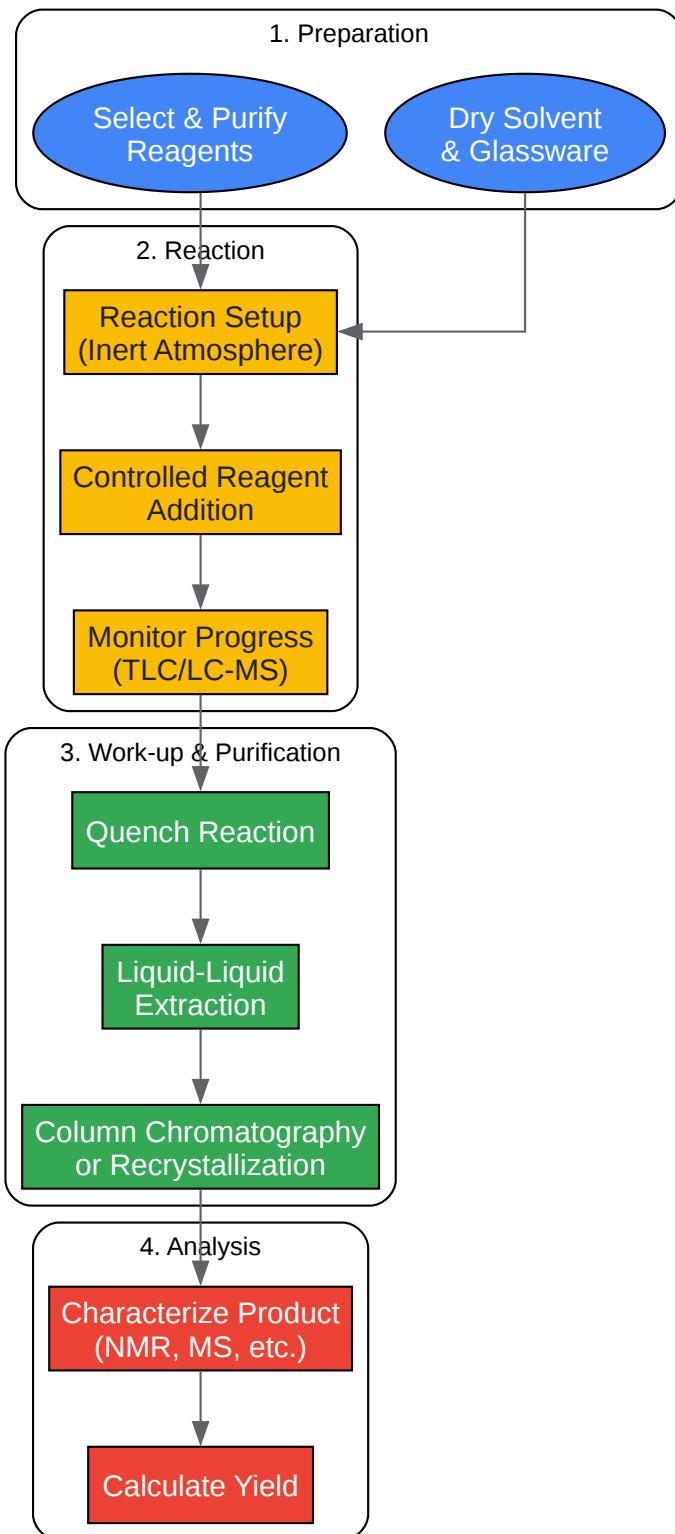 1. Preparation
Select & Purify
Reagents
Dry Solvent
& Glassware
2. Reaction
Reaction Setup
(Inert Atmosphere)
Controlled Reagent
Addition
Monitor Progress
(TLC/LC-MS)
3. Work-up & Purification
Quench Reaction
Liquid-Liquid
Extraction
Column Chromatography
or Recrystallization
4. Analysis
Characterize Product
(NMR, MS, etc.)
Calculate Yield